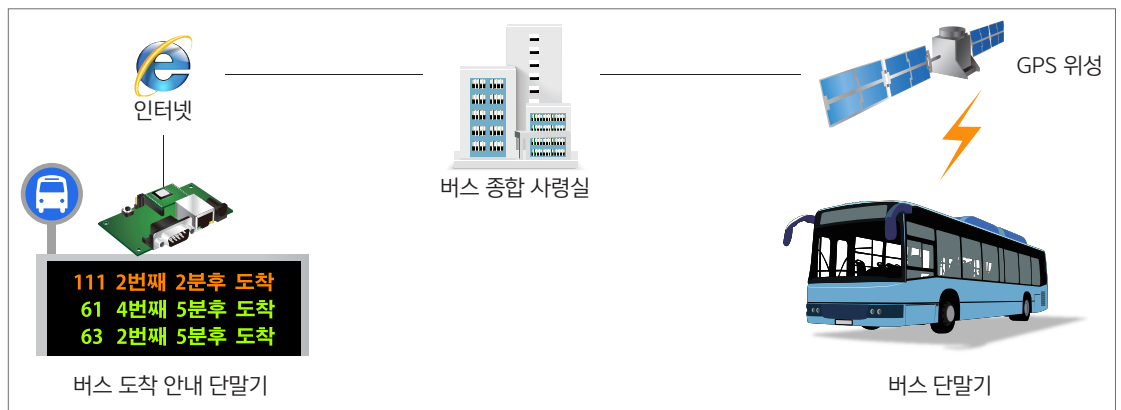 인터넷
버스 종합 사령실
GPS 위성
111 2번째 2분후 도착
61 4번째 5분후 도착
63 2번째 5분후 도착
버스 도착 안내 단말기
버스 단말기